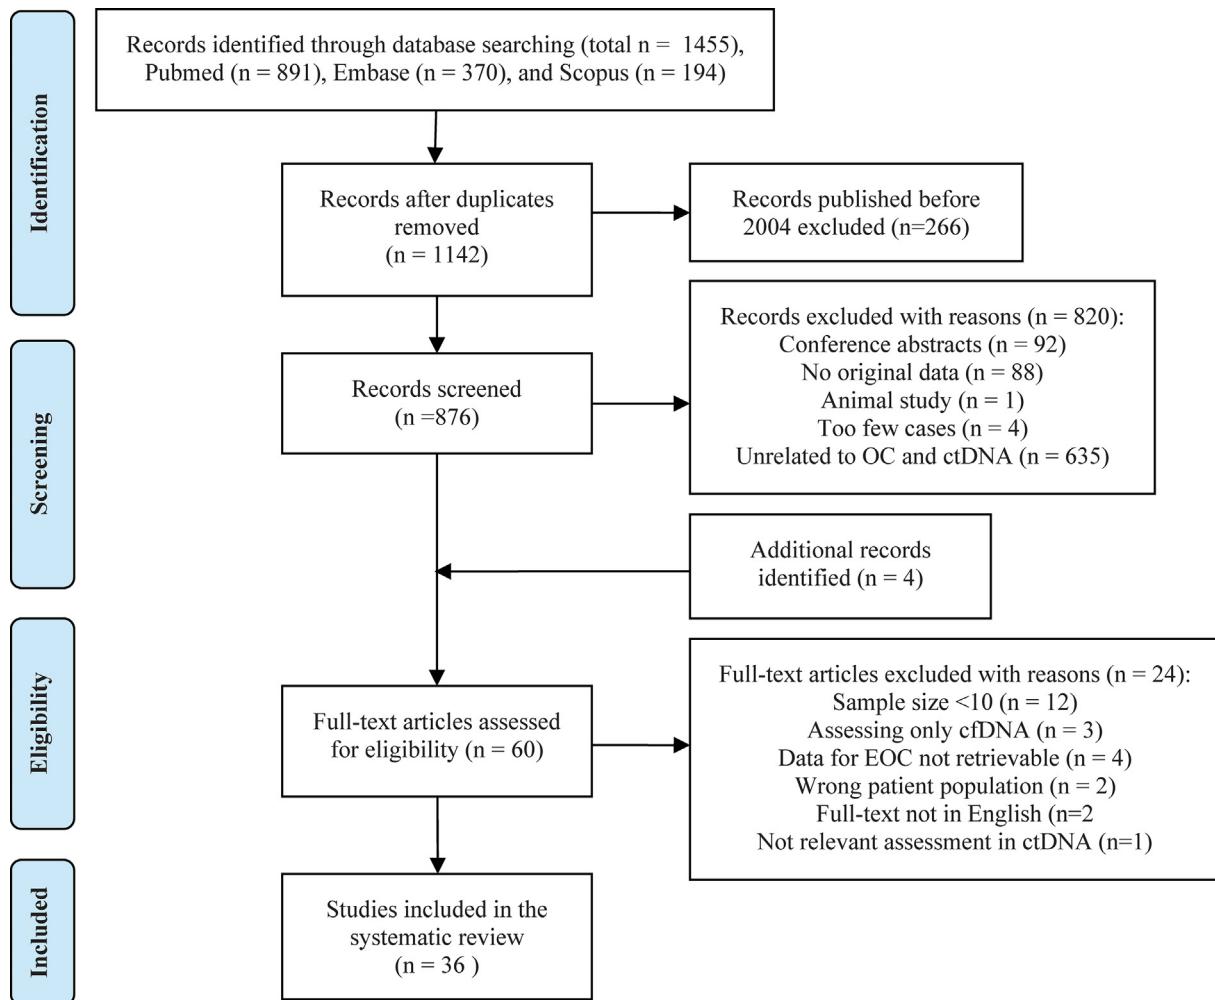 Identification
Records identified through database searching (total n = 1455),
Pubmed (n = 891), Embase (n = 370), and Scopus (n = 194)
Records after duplicates
removed
(n = 1142)
Records published before
2004 excluded (n=266)
Screening
Records screened
(n =876)
Records excluded with reasons (n = 820):
Conference abstracts (n = 92)
No original data (n = 88)
Animal study (n = 1)
Too few cases (n = 4)
Unrelated to OC and ctDNA (n = 635)
Additional records
identified (n = 4)
Eligibility
Full-text articles assessed
for eligibility (n = 60)
Full-text articles excluded with reasons (n = 24):
Sample size <10 (n = 12)
Assessing only cfDNA (n = 3)
Data for EOC not retrievable (n = 4)
Wrong patient population (n = 2)
Full-text not in English (n=2
Not relevant assessment in ctDNA (n=1)
Included
Studies included in the
systematic review
(n = 36 )